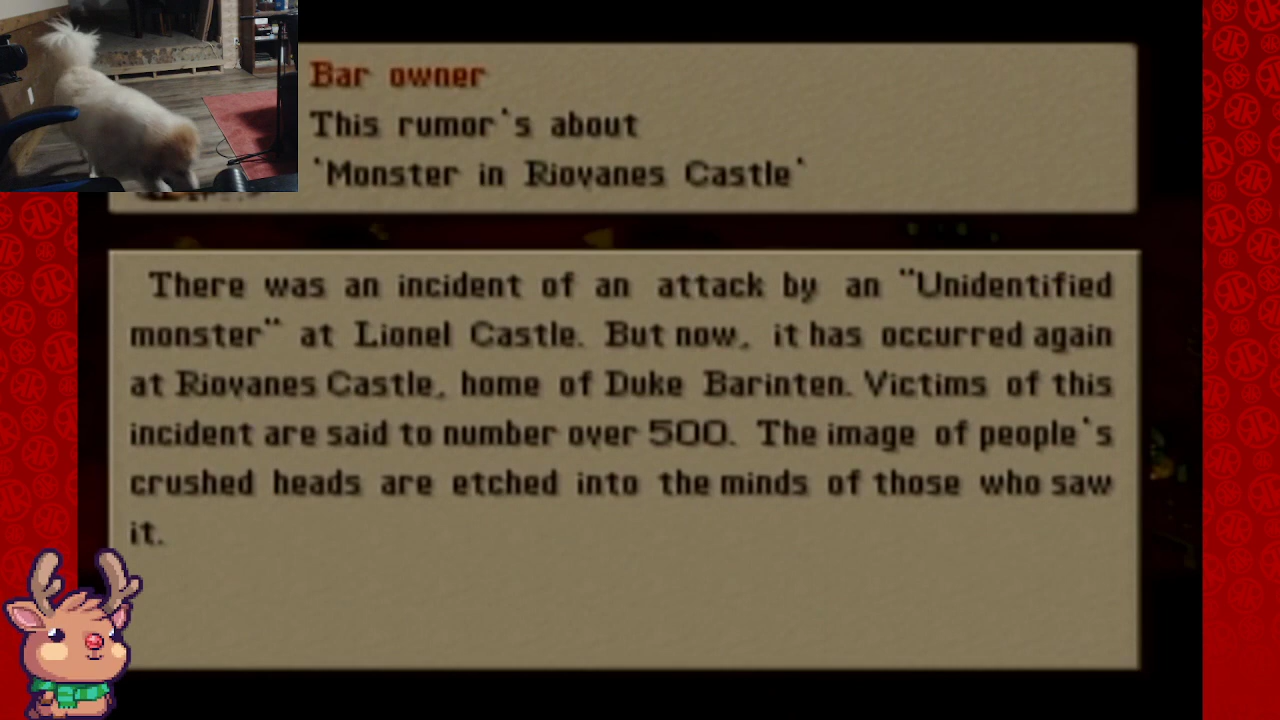 Bar owner
This rumor`s about
`Monster in Riovanes Castle`
There was an incident of an attack by an ¨Unidentified
monster¨ at Lionel Castle. But now, it has occurred again
at Riovanes Castle, home of Duke Barinten. Victims of this
incident are said to number over 500. The image of people`s
crushed heads are etched into the minds of those who saw
it.